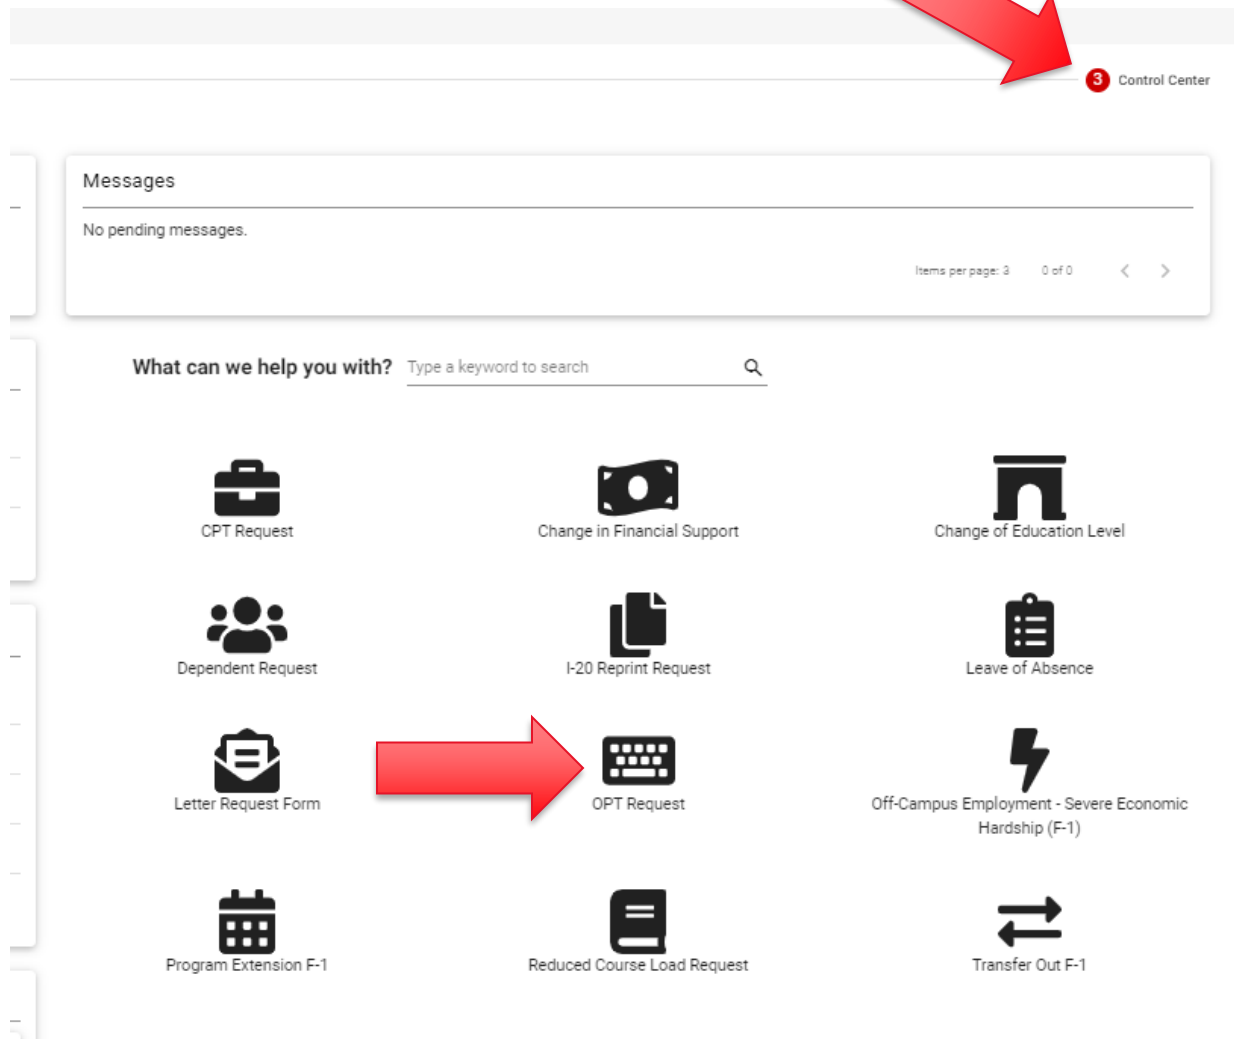 3 Control Center
Messages
No pending messages.
Items per page: 3 0 of 0
What can we help you with? Type a keyword to search
CPT Request
Change in Financial Support
Change of Education Level
Dependent Request
I-20 Reprint Request
Leave of Absence
Letter Request Form
OPT Request
Off-Campus Employment - Severe Economic
Hardship (F-1)
Program Extension F-1
Reduced Course Load Request
Transfer Out F-1